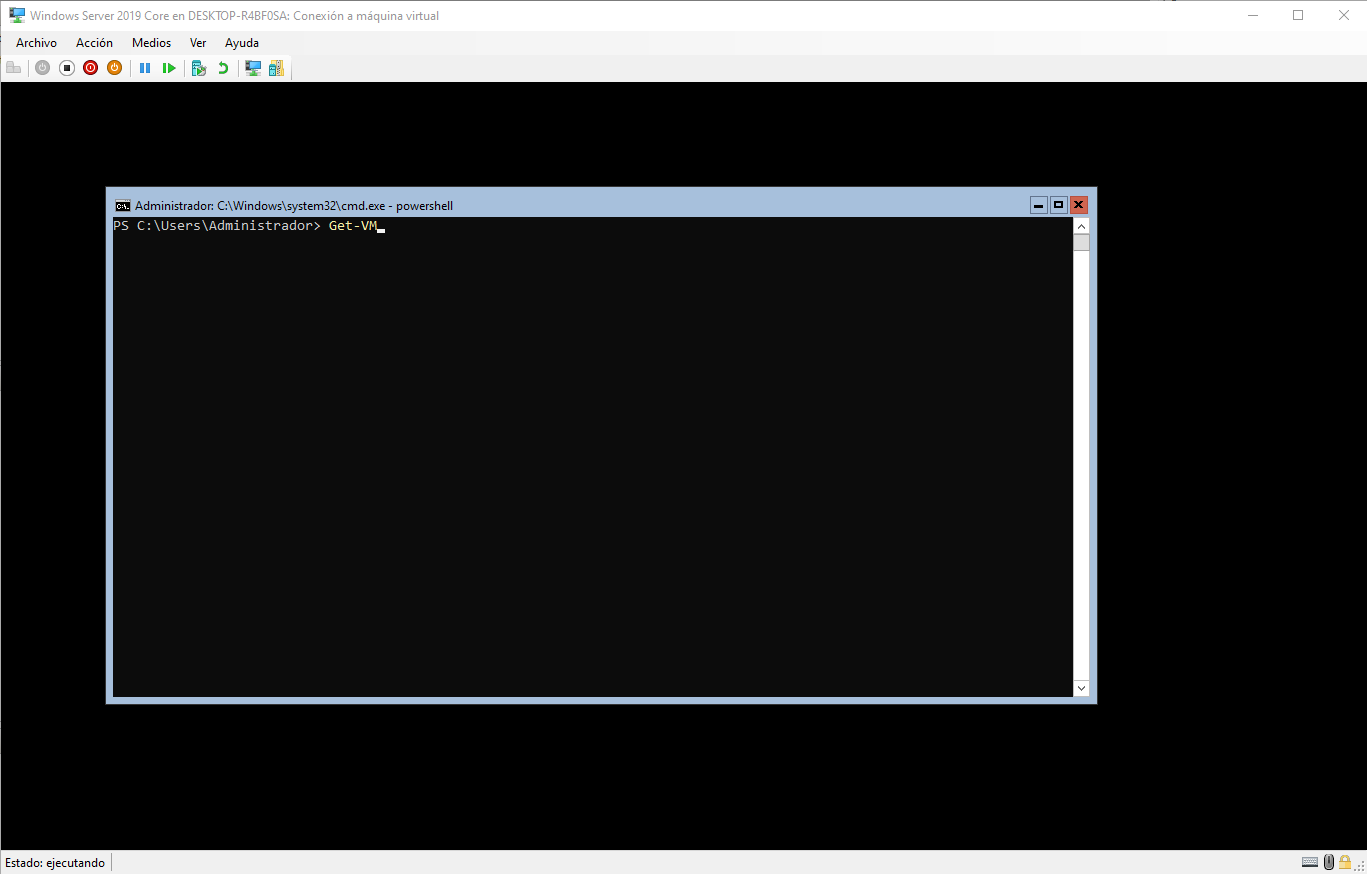 Windows Server 2019 Core en DESKTOP-R4BF0SA: Conexión a máquina virtual
Archivo Acción Medios Ver Ayuda
Administrador: C:\Windows\system32\cmd.exe - powershell
PS C:\Users\Administrador> Get-VM
Estado: ejecutando